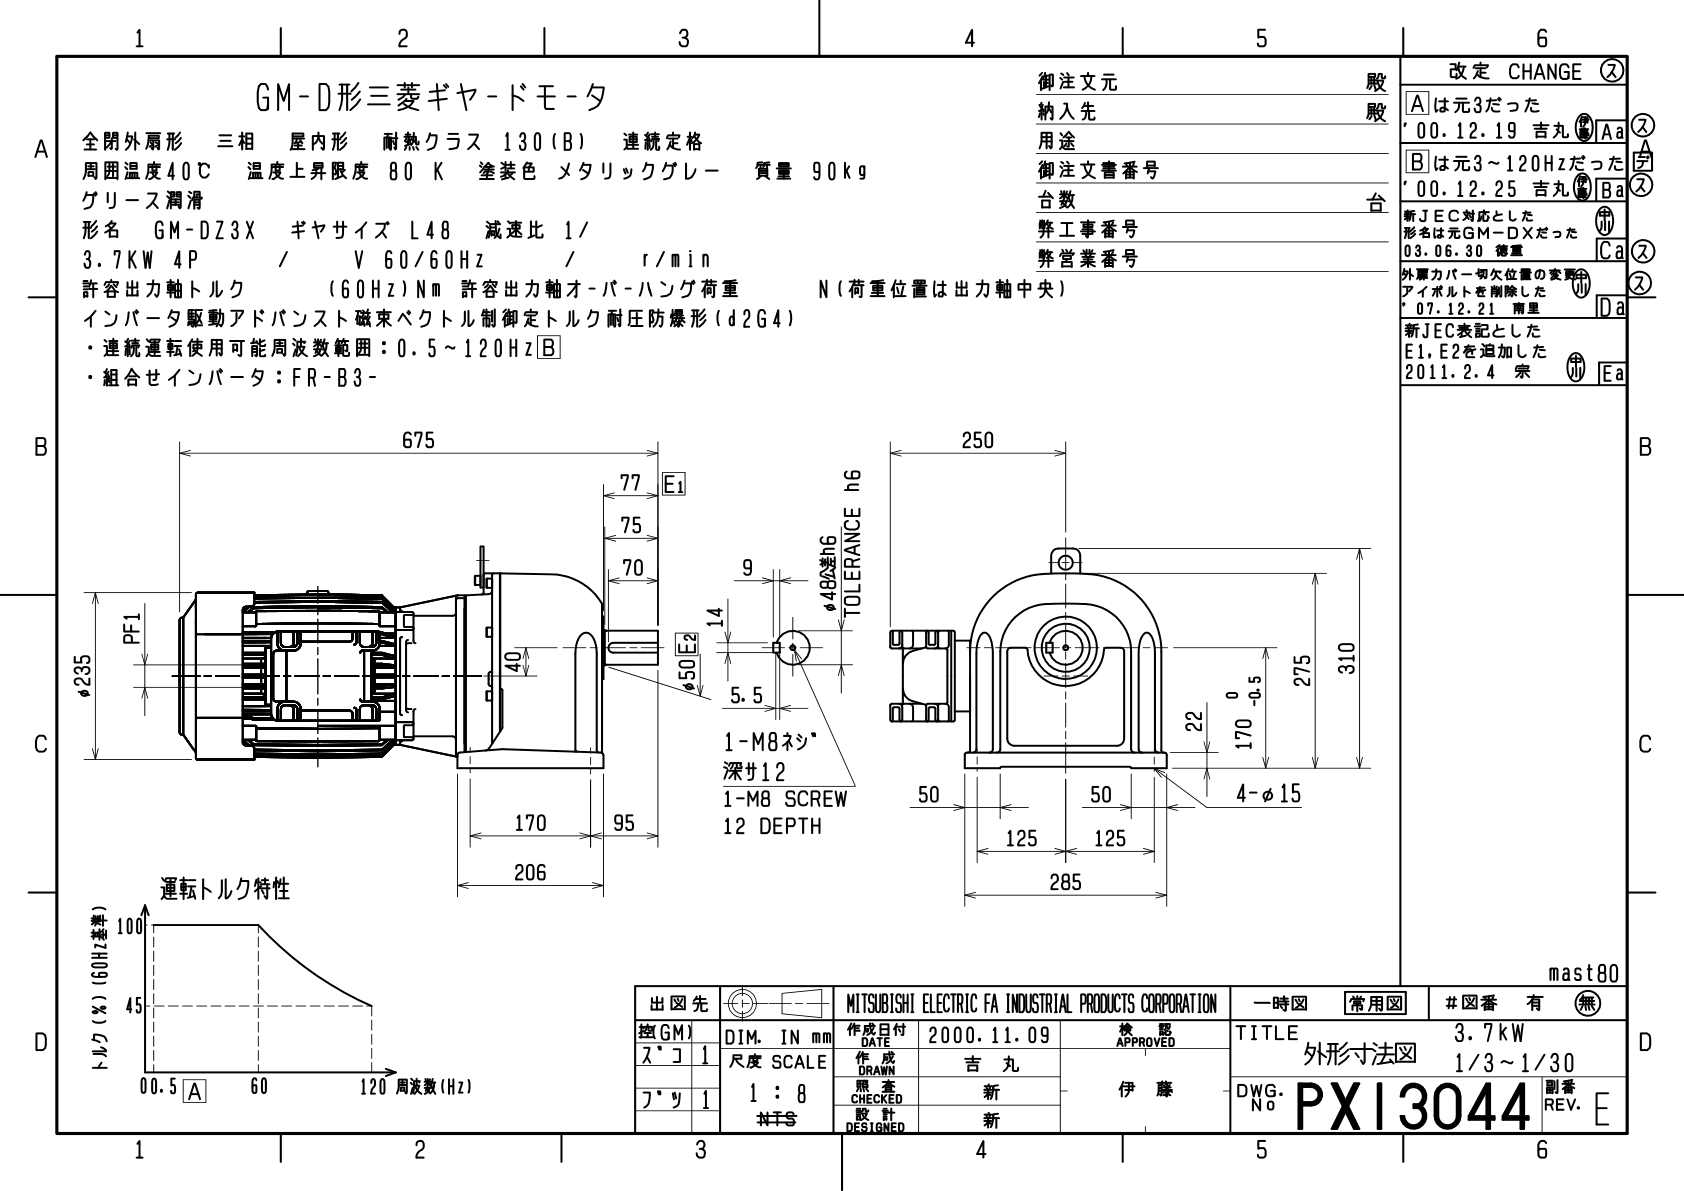 1 2 3 4 5 6
GM-D形三菱ギヤードモータ
全閉外扇形 三相 屋内形 耐熱クラス 130(B) 連続定格
周囲温度40℃ 温度上昇限度 80 K 塗装色 メタリックグレー 質量 90kg
グリース潤滑
形名 GM-DZ3X ギヤサイズ L48 減速比 1/
3.7KW 4P / V 60/60Hz / r/min
許容出力軸トルク (60Hz)Nm 許容出力軸オーバーハング荷重 N(荷重位置は出力軸中央)
インバータ駆動アドバンスト磁束ベクトル制御定トルク耐圧防爆形(d2G4)
・連続運転使用可能周波数範囲:0.5~120Hz B
・組合せインバータ:FR-B3-
御注文元 殿
納入先 殿
用途
御注文書番号
台数 台
弊工事番号
弊営業番号
改定 CHANGE ス
A は元3だった
'00.12.19 吉丸 伊藤 Aa ス
B は元3~120Hzだった デ
'00.12.25 吉丸 伊藤 Ba ス
新JEC対応とした
形名は元GM-DXだった 中川
03.06.30 徳重 Ca ス
外扇カバー切欠位置の変更
アイボルトを削除した 中川 ス
'07.12.21 南里 Da
新JEC表記とした
E1,E2を追加した 中川
2011.2.4 宗 Ea
A
A
B
B
C
C
D
D
675
77 E1
75
70
PF1
φ235
40
φ50 E2
170
95
206
9
14
5.5
φ48公差h6
TOLERANCE h6
1-M8ネジ
深サ12
1-M8 SCREW
12 DEPTH
250
310
275
170 0 -0.5
22
4-φ15
50
50
125
125
285
運転トルク特性
トルク(%)(60Hz基準)
100
45
0 0.5 A 60 120 周波数(Hz)
mast80
出図先
控(GM)
ズコ 1
ブツ 1
DIM. IN mm
尺度 SCALE
1 : 8
NTS
MITSUBISHI ELECTRIC FA INDUSTRIAL PRODUCTS CORPORATION
作成日付 DATE 2000.11.09
作成 DRAWN 吉丸
照査 CHECKED 新
設計 DESIGNED 新
検認 APPROVED
伊藤
一時図 常用図 #図番 有 無
TITLE 3.7kW
外形寸法図 1/3~1/30
DWG. No PX13044 副番 REV. E
1 2 3 4 5 6